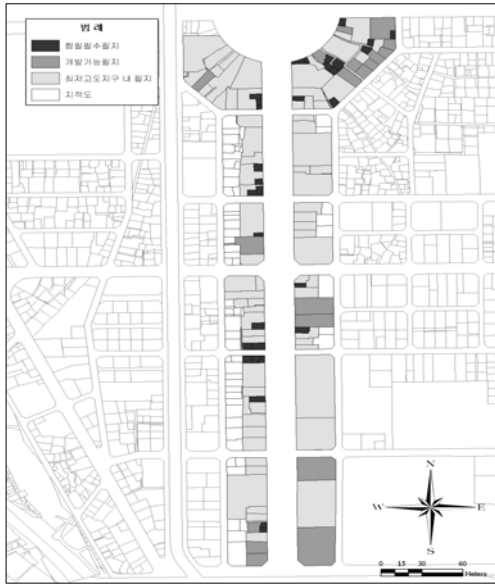 범 례
합필필수필지
개발가능필지
최저고도지구 내 필지
지적도
N
W E
S
0 15 30 60
Meters